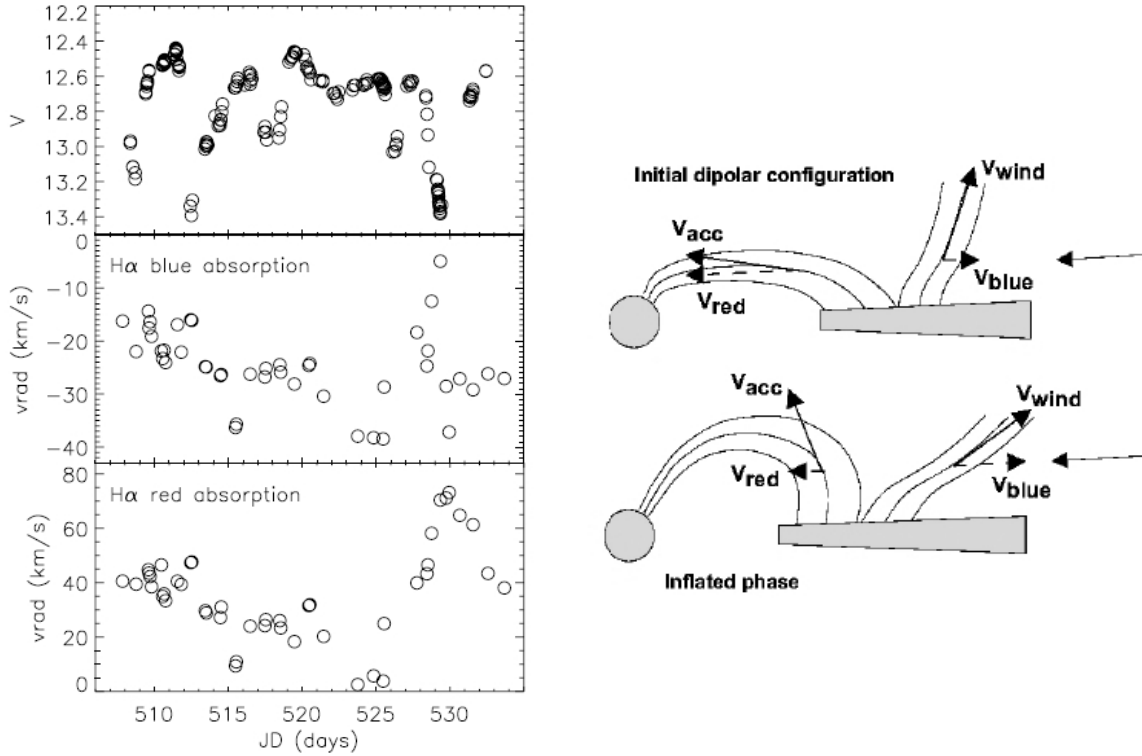 12.2
12.4
12.6
12.8
13.0
13.2
13.4
V
0
-10
-20
-30
-40
Hα blue absorption
vrad (km/s)
80
60
40
20
0
Hα red absorption
vrad (km/s)
510 515 520 525 530
JD (days)
Initial dipolar configuration
Vwind
Vacc
Vblue
Vred
Vacc
Vwind
Vred
Vblue
Inflated phase